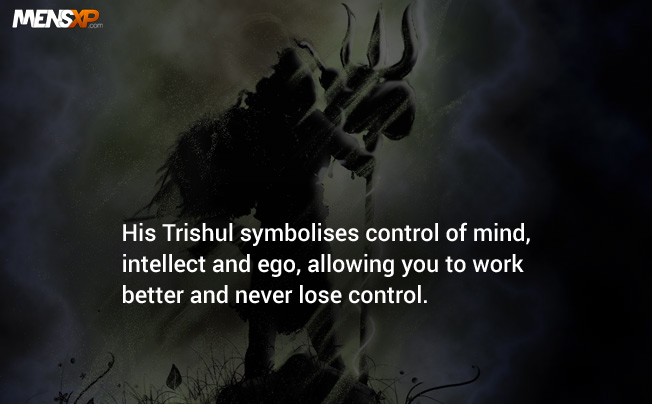 MENSXP.com
His Trishul symbolises control of mind,
intellect and ego, allowing you to work
better and never lose control.